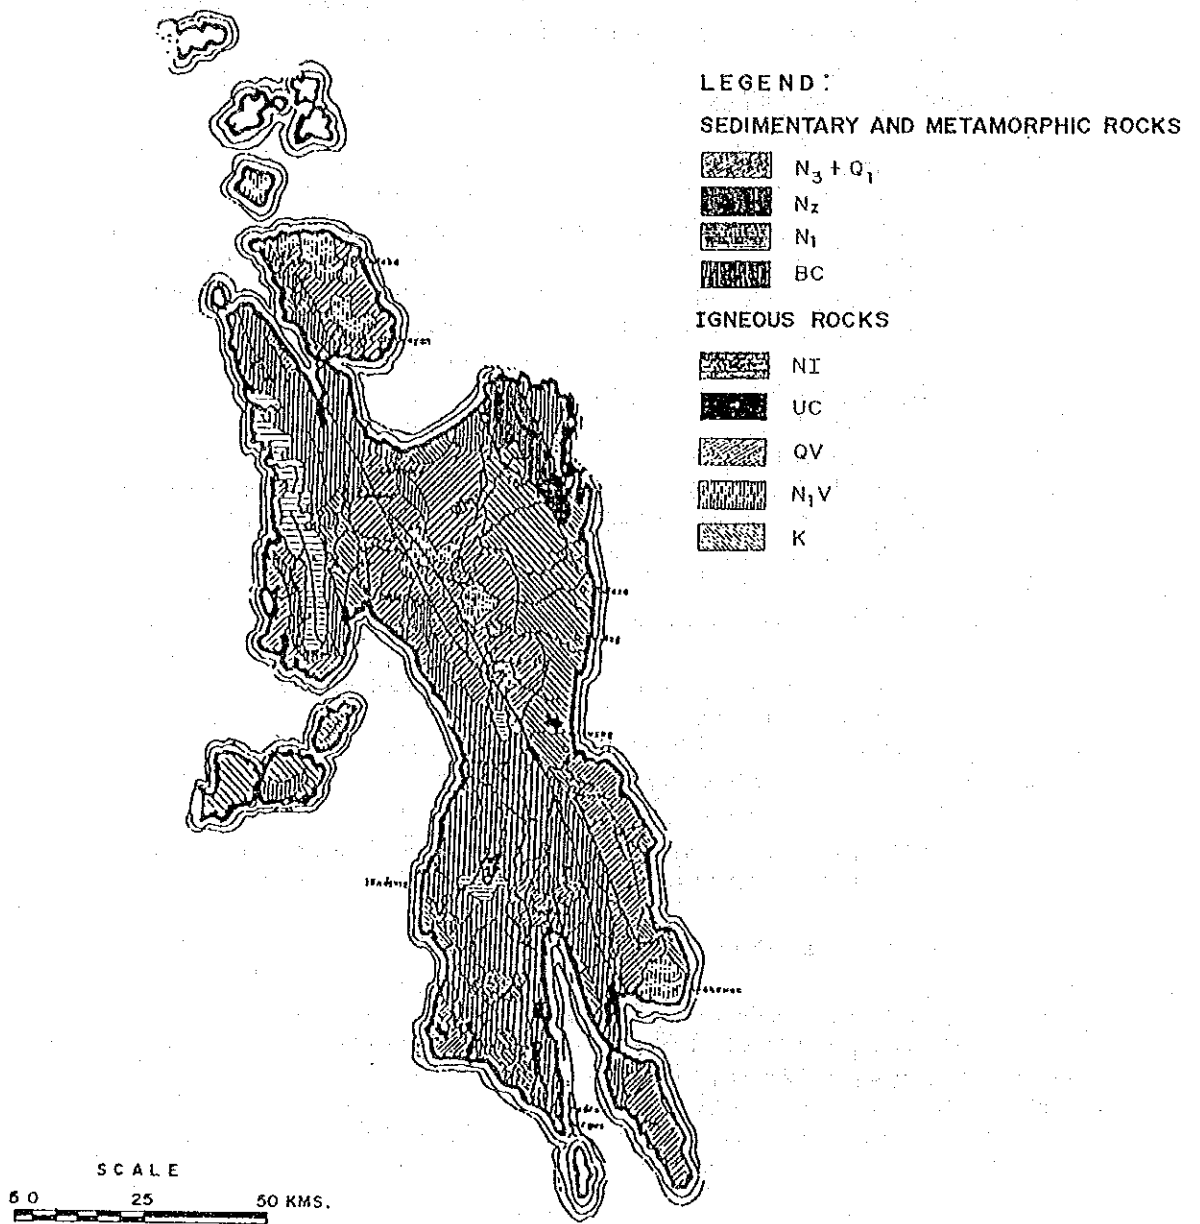 LEGEND:
SEDIMENTARY AND METAMORPHIC ROCKS
N3 + Q1
N2
N1
BC
IGNEOUS ROCKS
NI
UC
QV
N1V
K
SCALE
5 0 25 50 KMS.